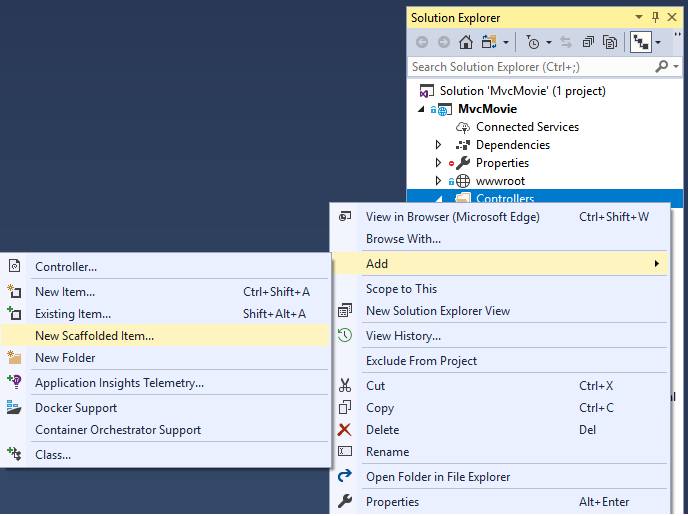 Solution Explorer
Search Solution Explorer (Ctrl+;)
Solution 'MvcMovie' (1 project)
MvcMovie
Connected Services
Dependencies
Properties
wwwroot
Controllers
View in Browser (Microsoft Edge) Ctrl+Shift+W
Browse With...
Add
Scope to This
New Solution Explorer View
View History...
Exclude From Project
Cut Ctrl+X
Copy Ctrl+C
Delete Del
Rename
Open Folder in File Explorer
Properties Alt+Enter
Controller...
New Item... Ctrl+Shift+A
Existing Item... Shift+Alt+A
New Scaffolded Item...
New Folder
Application Insights Telemetry...
Docker Support
Container Orchestrator Support
Class...